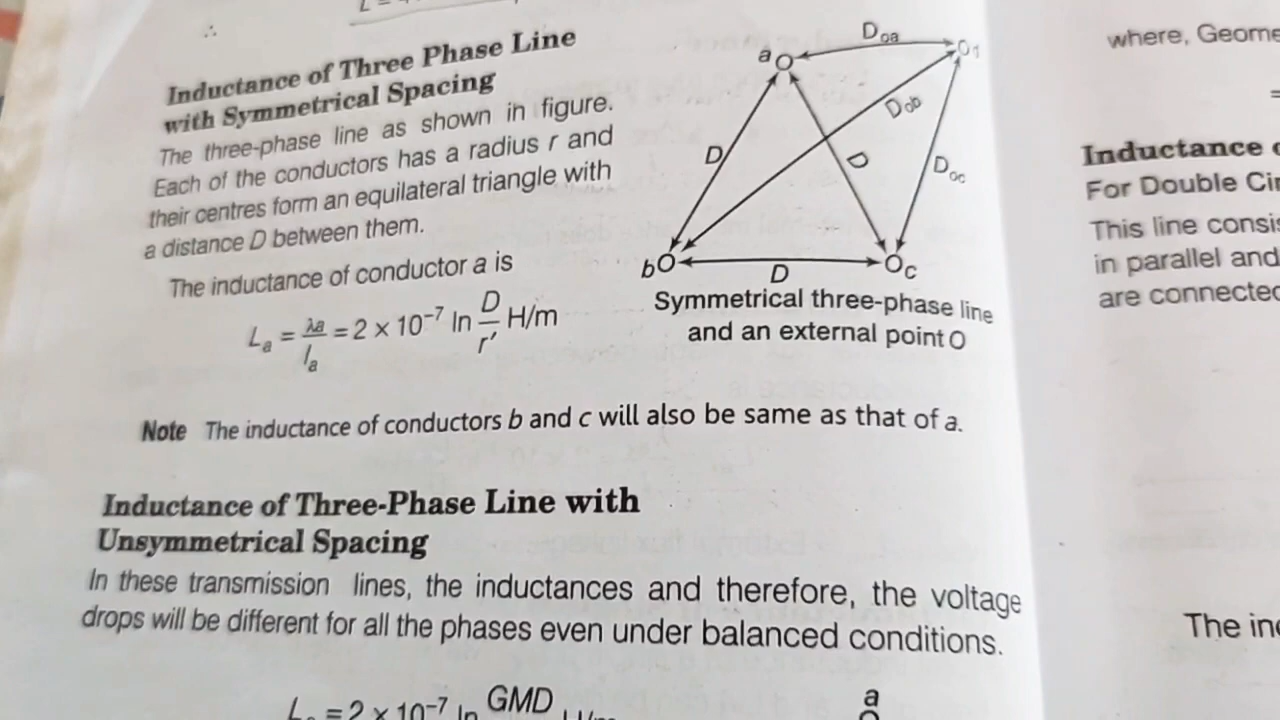 ∴
Inductance of Three Phase Line
with Symmetrical Spacing
The three-phase line as shown in figure.
Each of the conductors has a radius r and
their centres form an equilateral triangle with
a distance D between them.
The inductance of conductor a is
Lₐ = λa / Iₐ = 2 × 10⁻⁷ ln D / r′ H/m
a
Doa
O1
Dob
D
D
Doc
b
D
c
Symmetrical three-phase line
and an external point O
Note The inductance of conductors b and c will also be same as that of a.
Inductance of Three-Phase Line with
Unsymmetrical Spacing
In these transmission lines, the inductances and therefore, the voltage
drops will be different for all the phases even under balanced conditions.
= 2 × 10⁻⁷ ln GMD
a
where,
=
Inductance
For Double
This line
in parallel and
are
The